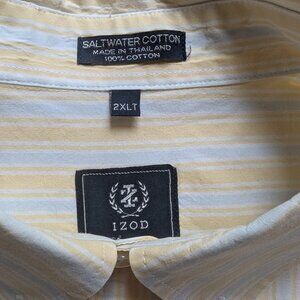 SALTWATER COTTON
MADE IN THAILAND
100% COTTON
2XLT
IZOD